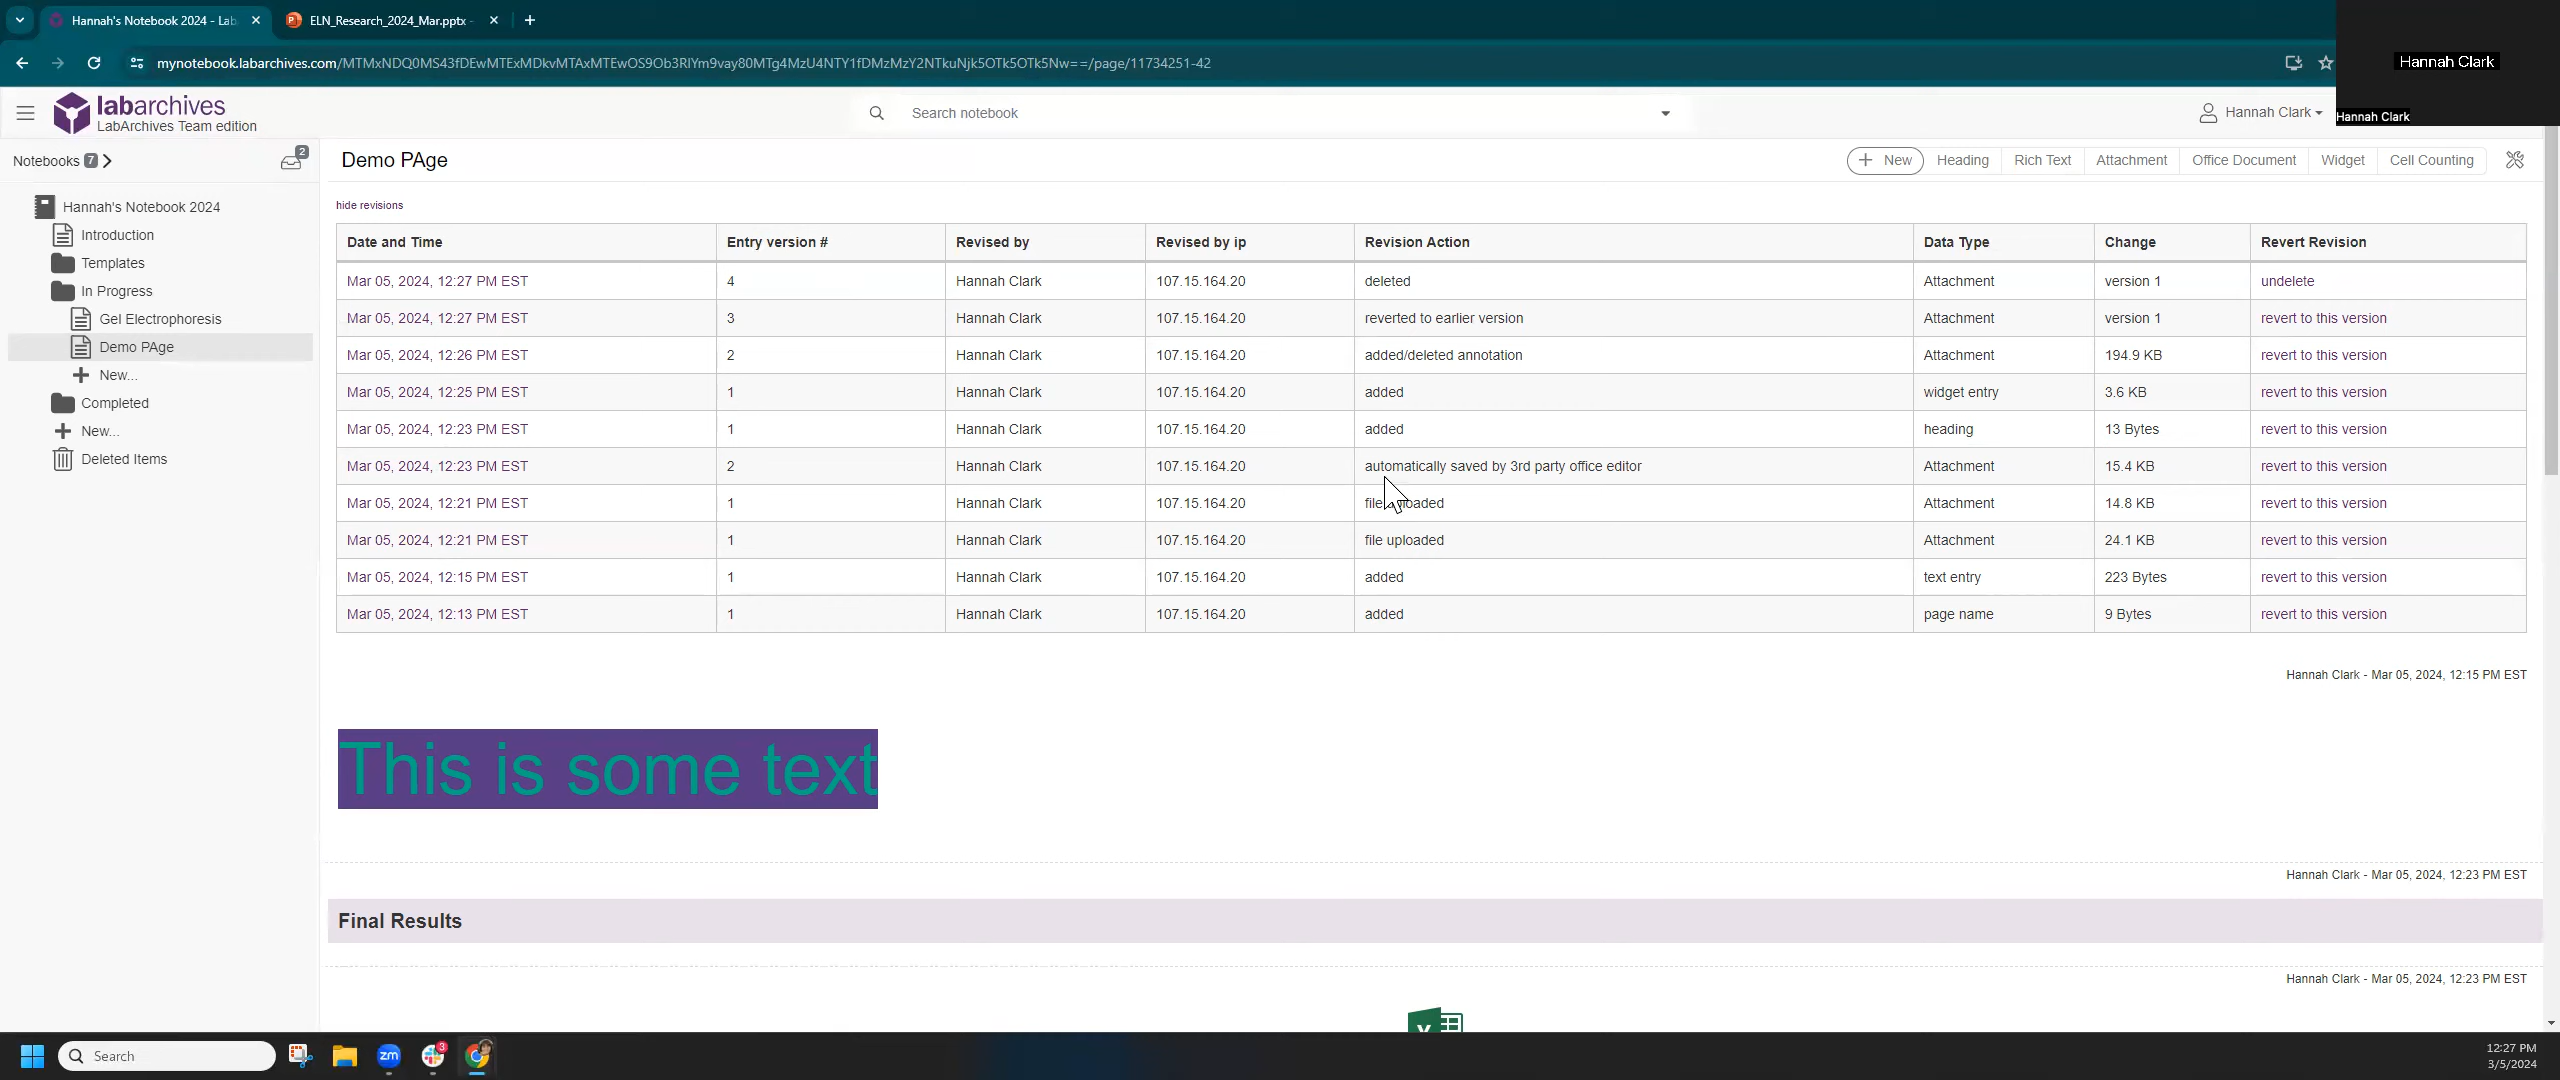 Hannah's Notebook 2024 - Lab
ELN_Research_2024_Mar.pptx
mynotebook.labarchives.com/MTMxNDQ0MS43fDEwMTExMDkvMTAxMTEwOS9Ob3RlYm9vay80MTg4MzU4NTY1fDMzMzY2NTkuNjk5OTk5OTk5Nw==/page/11734251-42
Hannah Clark
Hannah Clark
labarchives
LabArchives Team edition
Search notebook
Hannah Clark
Notebooks 7
2
Demo PAge
New
Heading
Rich Text
Attachment
Office Document
Widget
Cell Counting
Hannah's Notebook 2024
Introduction
Templates
In Progress
Gel Electrophoresis
Demo PAge
New...
Completed
New...
Deleted Items
hide revisions
Date and Time Entry version # Revised by Revised by ip Revision Action Data Type Change Revert Revision
Mar 05, 2024, 12:27 PM EST 4 Hannah Clark 107.15.164.20 deleted Attachment version 1 undelete
Mar 05, 2024, 12:27 PM EST 3 Hannah Clark 107.15.164.20 reverted to earlier version Attachment version 1 revert to this version
Mar 05, 2024, 12:26 PM EST 2 Hannah Clark 107.15.164.20 added/deleted annotation Attachment 194.9 KB revert to this version
Mar 05, 2024, 12:25 PM EST 1 Hannah Clark 107.15.164.20 added widget entry 3.6 KB revert to this version
Mar 05, 2024, 12:23 PM EST 1 Hannah Clark 107.15.164.20 added heading 13 Bytes revert to this version
Mar 05, 2024, 12:23 PM EST 2 Hannah Clark 107.15.164.20 automatically saved by 3rd party office editor Attachment 15.4 KB revert to this version
Mar 05, 2024, 12:21 PM EST 1 Hannah Clark 107.15.164.20 file uploaded Attachment 14.8 KB revert to this version
Mar 05, 2024, 12:21 PM EST 1 Hannah Clark 107.15.164.20 file uploaded Attachment 24.1 KB revert to this version
Mar 05, 2024, 12:15 PM EST 1 Hannah Clark 107.15.164.20 added text entry 223 Bytes revert to this version
Mar 05, 2024, 12:13 PM EST 1 Hannah Clark 107.15.164.20 added page name 9 Bytes revert to this version
Hannah Clark - Mar 05, 2024, 12:15 PM EST
This is some text
Hannah Clark - Mar 05, 2024, 12:23 PM EST
Final Results
Hannah Clark - Mar 05, 2024, 12:23 PM EST
Search
zm
3
12:27 PM
3/5/2024